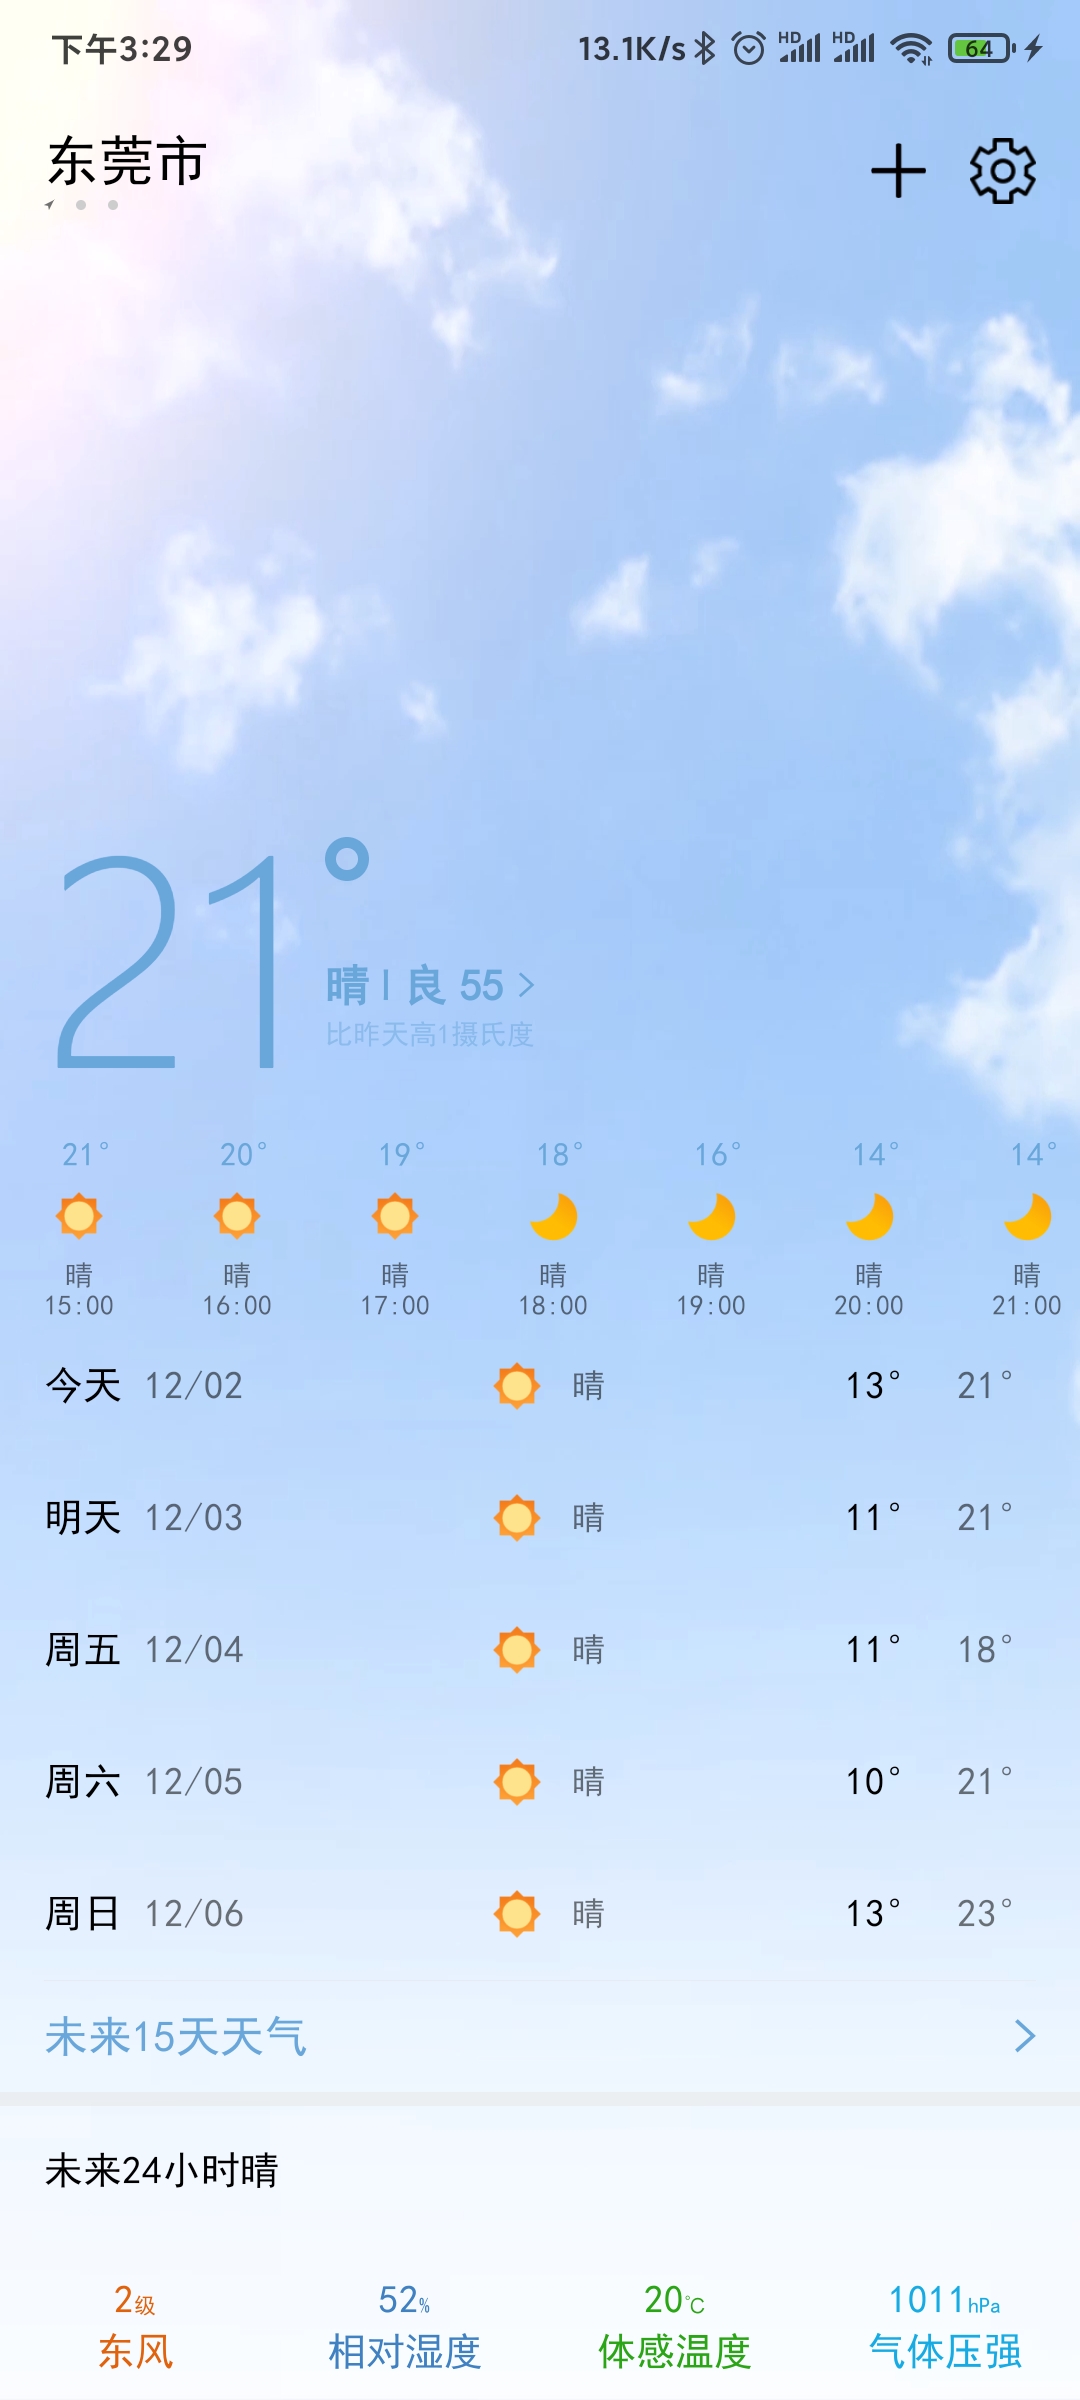 下午3:29 13.1K/s HD HD 64
东莞市
21°
晴 | 良 55 >
比昨天高1摄氏度
21° 20° 19° 18° 16° 14° 14°
晴 晴 晴 晴 晴 晴 晴
15:00 16:00 17:00 18:00 19:00 20:00 21:00
今天 12/02 晴 13° 21°
明天 12/03 晴 11° 21°
周五 12/04 晴 11° 18°
周六 12/05 晴 10° 21°
周日 12/06 晴 13° 23°
未来15天天气
未来24小时晴
2级 52% 20℃ 1011hPa
东风 相对湿度 体感温度 气体压强